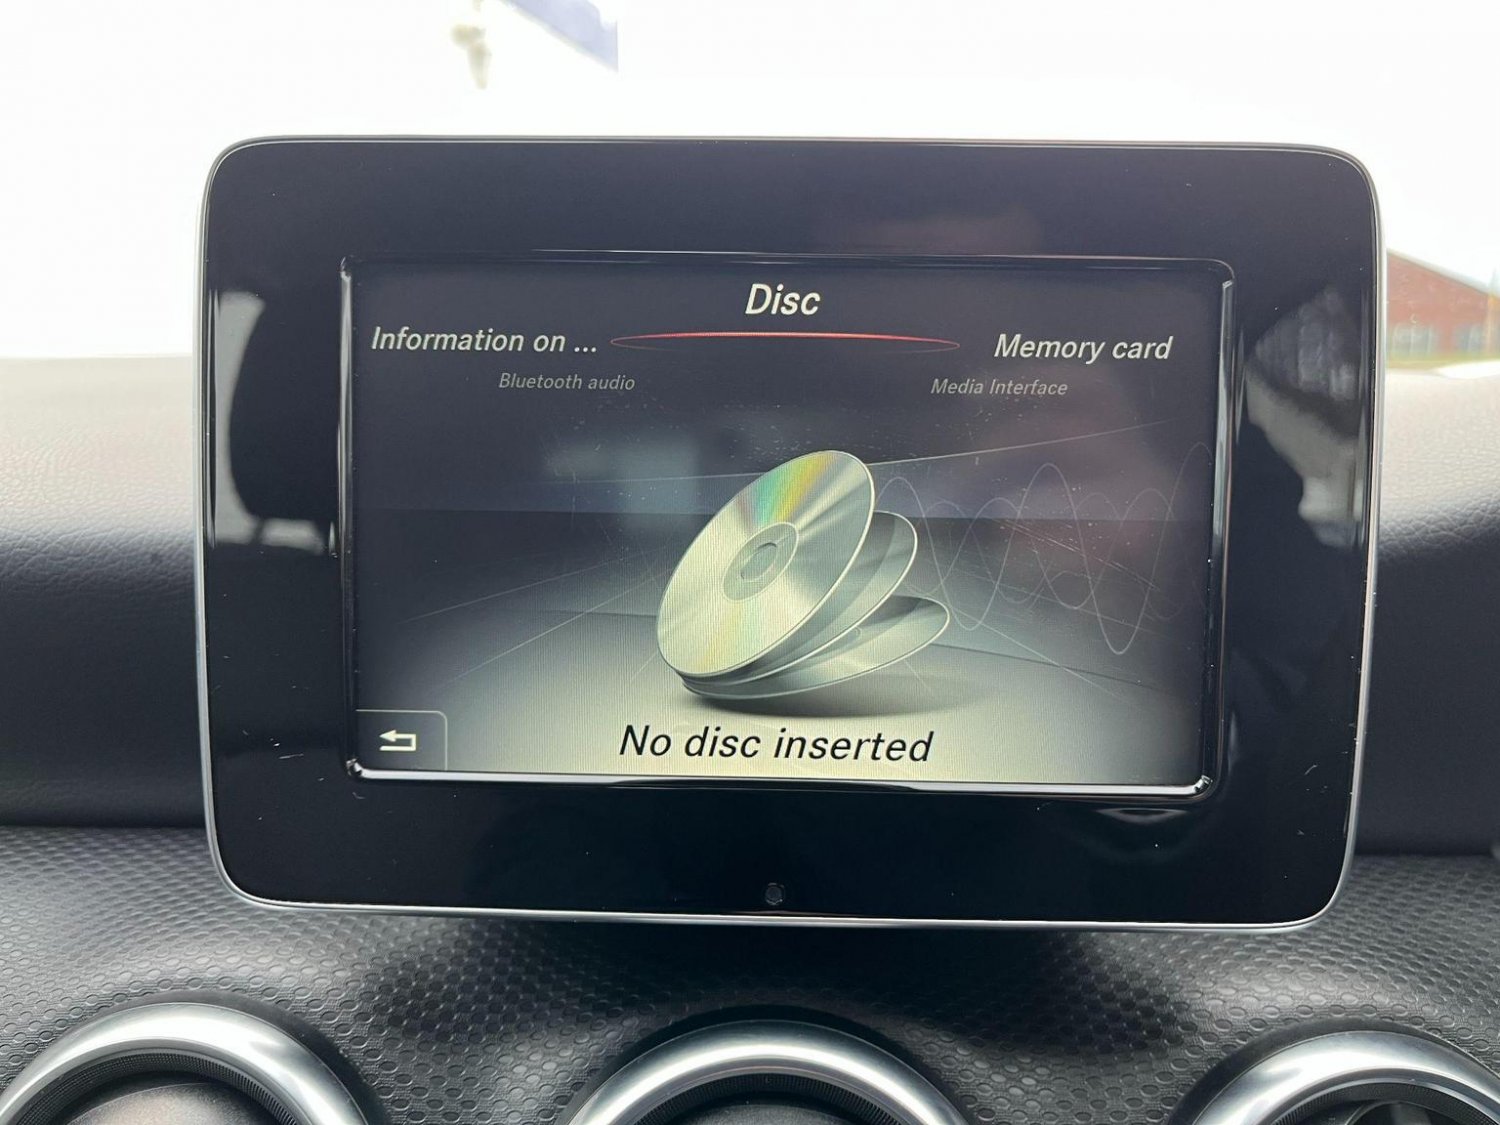 Disc
Information on ...
Memory card
Bluetooth audio
Media Interface
No disc inserted